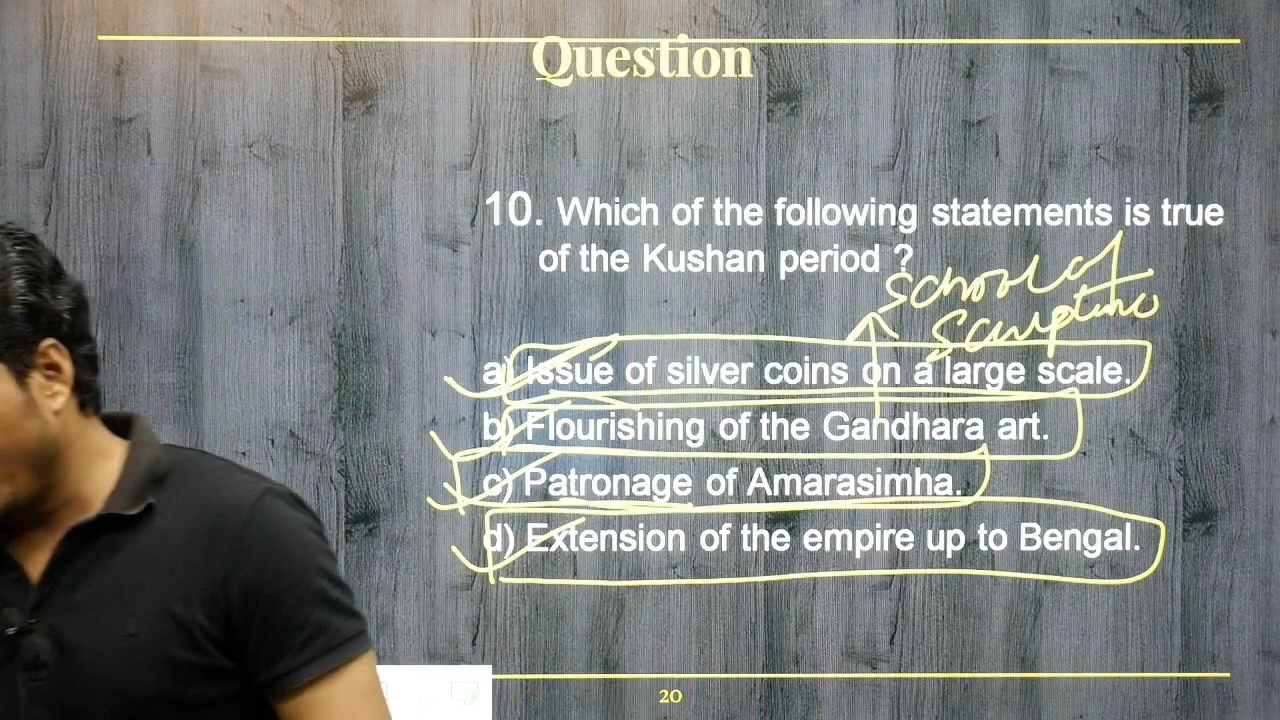 Question
10. Which of the following statements is true
of the Kushan period ?
School of
Sculpture
a) Issue of silver coins on a large scale.
b) Flourishing of the Gandhara art.
c) Patronage of Amarasimha.
d) Extension of the empire up to Bengal.
20